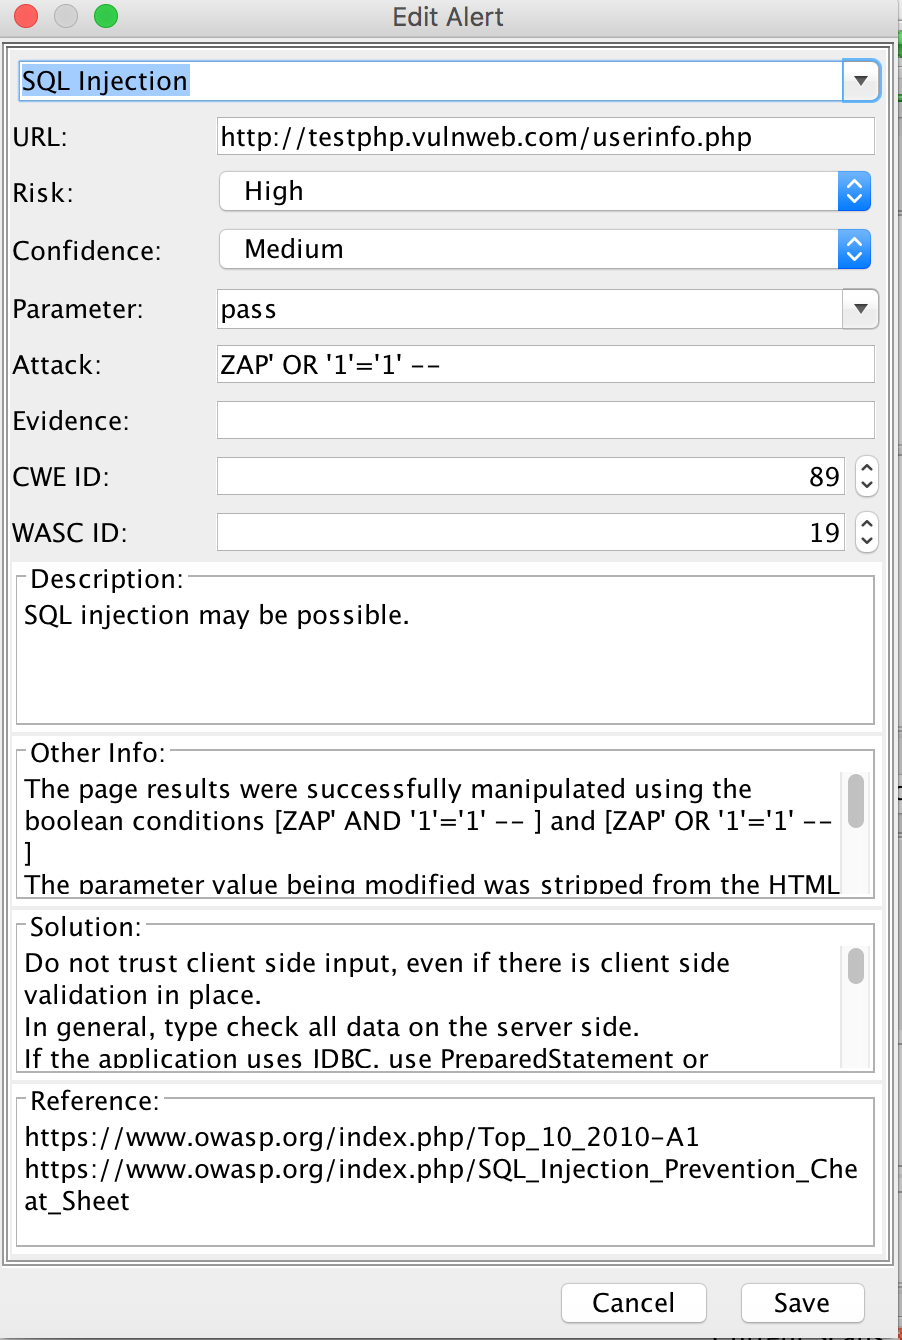 Edit Alert
SQL Injection
URL: http://testphp.vulnweb.com/userinfo.php
Risk: High
Confidence: Medium
Parameter: pass
Attack: ZAP' OR '1'='1' --
Evidence:
CWE ID: 89
WASC ID: 19
Description:
SQL injection may be possible.
Other Info:
The page results were successfully manipulated using the
boolean conditions [ZAP' AND '1'='1' -- ] and [ZAP' OR '1'='1' --
]
The parameter value being modified was stripped from the HTML
Solution:
Do not trust client side input, even if there is client side
validation in place.
In general, type check all data on the server side.
If the application uses JDBC, use PreparedStatement or
Reference:
https://www.owasp.org/index.php/Top_10_2010-A1
https://www.owasp.org/index.php/SQL_Injection_Prevention_Che
at_Sheet
Cancel Save